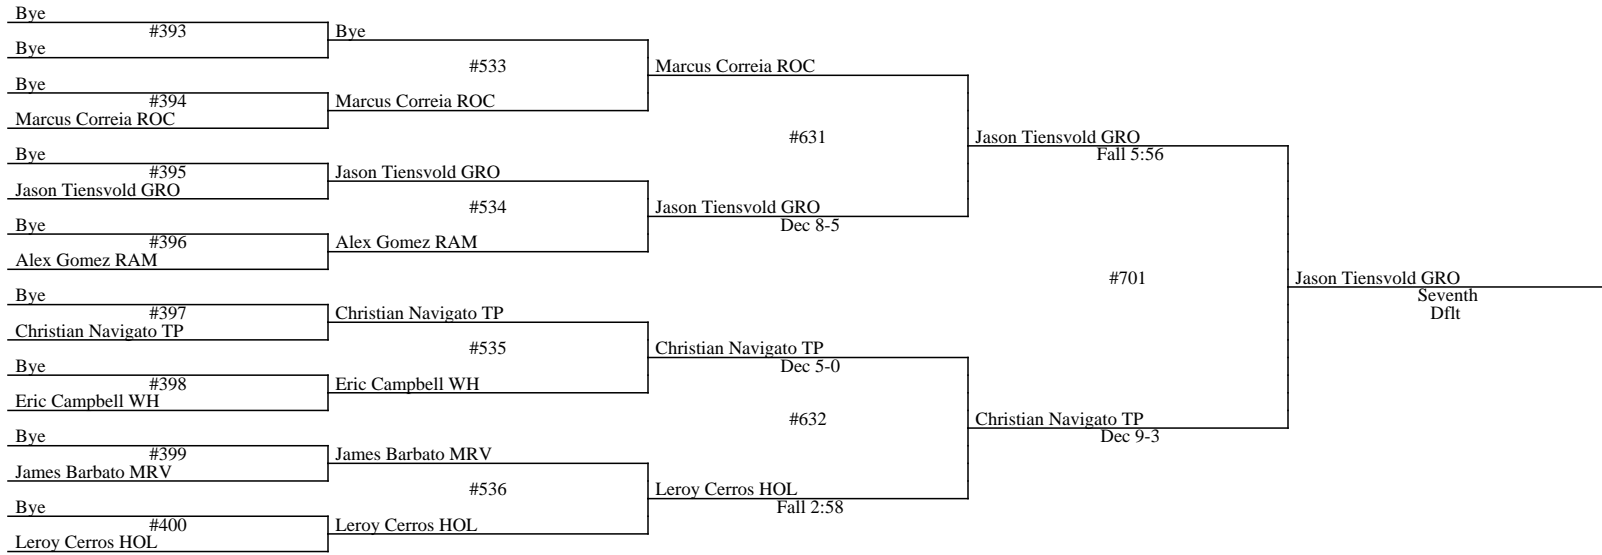 Bye
#393
Bye
Bye
#394
Marcus Correia ROC
Bye
#395
Jason Tiensvold GRO
Bye
#396
Alex Gomez RAM
Bye
#397
Christian Navigato TP
Bye
#398
Eric Campbell WH
Bye
#399
James Barbato MRV
Bye
#400
Leroy Cerros HOL
Bye
#533
Marcus Correia ROC
Jason Tiensvold GRO
#534
Alex Gomez RAM
Christian Navigato TP
#535
Eric Campbell WH
James Barbato MRV
#536
Leroy Cerros HOL
Marcus Correia ROC
#631
Jason Tiensvold GRO
Dec 8-5
Christian Navigato TP
Dec 5-0
#632
Leroy Cerros HOL
Fall 2:58
Jason Tiensvold GRO
Fall 5:56
#701
Christian Navigato TP
Dec 9-3
Jason Tiensvold GRO
Seventh
Dflt